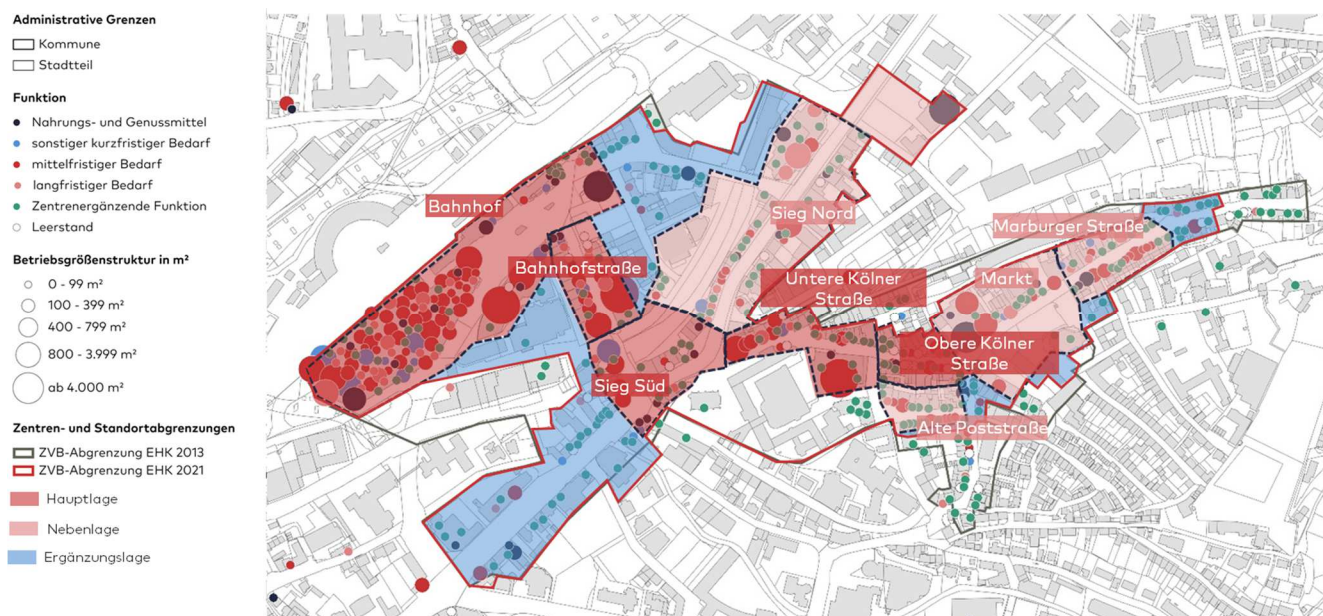 Administrative Grenzen
Kommune
Stadtteil
Funktion
Nahrungs- und Genussmittel
sonstiger kurzfristiger Bedarf
mittelfristiger Bedarf
langfristiger Bedarf
Zentrenergänzende Funktion
Leerstand
Betriebsgrößenstruktur in m²
0 - 99 m²
100 - 399 m²
400 - 799 m²
800 - 3.999 m²
ab 4.000 m²
Zentren- und Standortabgrenzungen
ZVB-Abgrenzung EHK 2013
ZVB-Abgrenzung EHK 2021
Hauptlage
Nebenlage
Ergänzungslage
Bahnhof
Sieg Nord
Marburger Straße
Bahnhofstraße
Untere Kölner
Straße
Markt
Obere Kölner
Straße
Sieg Süd
Alte Poststraße